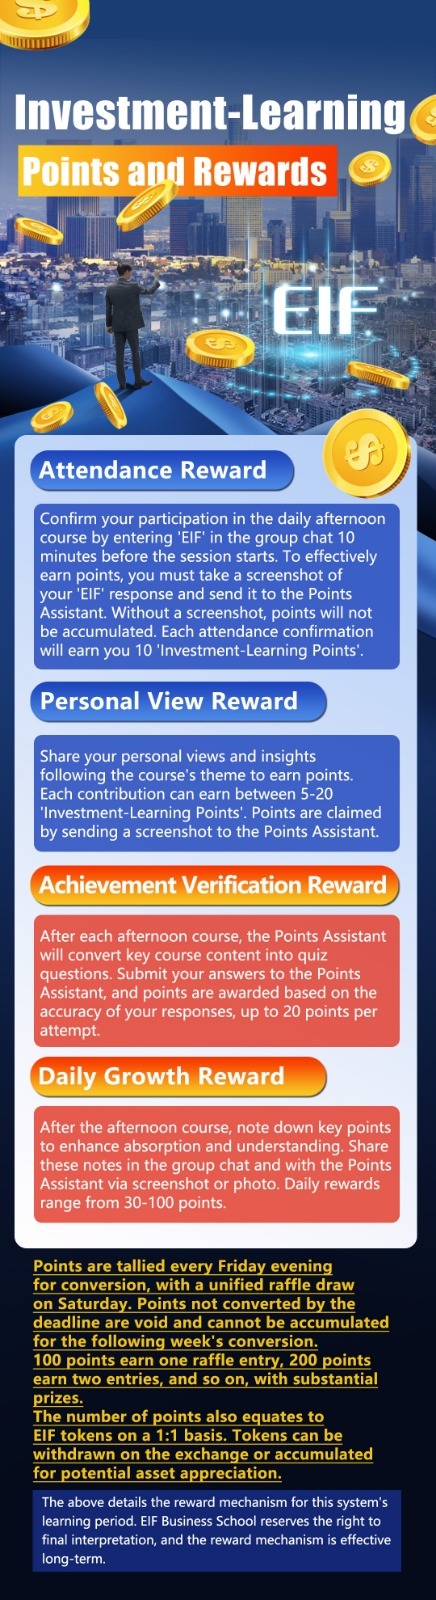 Investment-Learning
Points and Rewards
EIF
Attendance Reward
Confirm your participation in the daily afternoon
course by entering 'EIF' in the group chat 10
minutes before the session starts. To effectively
earn points, you must take a screenshot of
your 'EIF' response and send it to the Points
Assistant. Without a screenshot, points will not
be accumulated. Each attendance confirmation
will earn you 10 'Investment-Learning Points'.
Personal View Reward
Share your personal views and insights
following the course's theme to earn points.
Each contribution can earn between 5-20
'Investment-Learning Points'. Points are claimed
by sending a screenshot to the Points Assistant.
Achievement Verification Reward
After each afternoon course, the Points Assistant
will convert key course content into quiz
questions. Submit your answers to the Points
Assistant, and points are awarded based on the
accuracy of your responses, up to 20 points per
attempt.
Daily Growth Reward
After the afternoon course, note down key points
to enhance absorption and understanding. Share
these notes in the group chat and with the Points
Assistant via screenshot or photo. Daily rewards
range from 30-100 points.
Points are tallied every Friday evening
for conversion, with a unified raffle draw
on Saturday. Points not converted by the
deadline are void and cannot be accumulated
for the following week's conversion.
100 points earn one raffle entry, 200 points
earn two entries, and so on, with substantial
prizes.
The number of points also equates to
EIF tokens on a 1:1 basis. Tokens can be
withdrawn on the exchange or accumulated
for potential asset appreciation.
The above details the reward mechanism for this system's
learning period. EIF Business School reserves the right to
final interpretation, and the reward mechanism is effective
long-term.